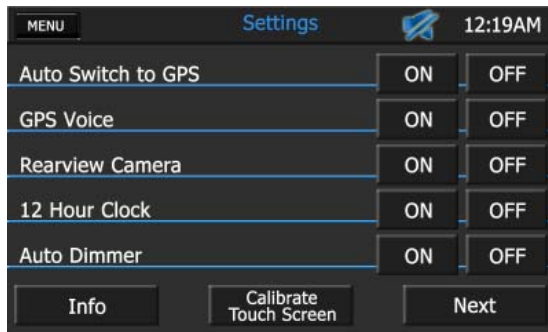 MENU Settings 12:19AM
Auto Switch to GPS ON OFF
GPS Voice ON OFF
Rearview Camera ON OFF
12 Hour Clock ON OFF
Auto Dimmer ON OFF
Info Calibrate Touch Screen Next